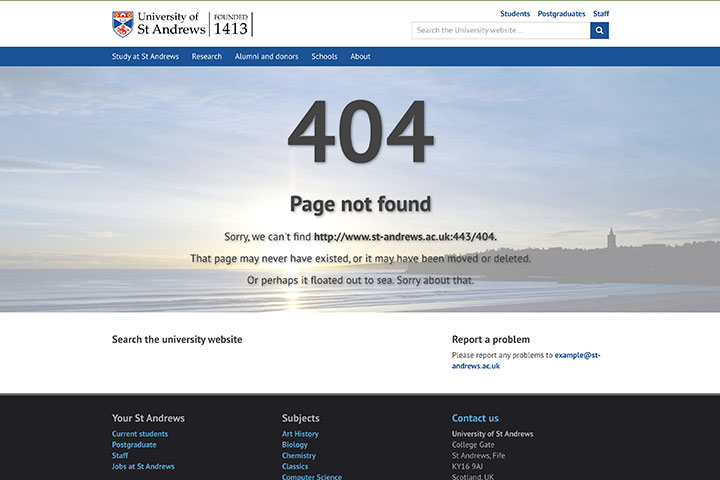 University of
St Andrews
FOUNDED
1413
Students Postgraduates Staff
Search the University website...
Study at St Andrews Research Alumni and donors Schools About
404
Page not found
Sorry, we can't find http://www.st-andrews.ac.uk:443/404.
That page may never have existed, or it may have been moved or deleted.
Or perhaps it floated out to sea. Sorry about that.
Search the university website
Report a problem
Please report any problems to example@st-
andrews.ac.uk
Your St Andrews
Current students
Postgraduate
Staff
Jobs at St Andrews
Subjects
Art History
Biology
Chemistry
Classics
Computer Science
Contact us
University of St Andrews
College Gate
St Andrews, Fife
KY16 9AJ
Scotland, UK